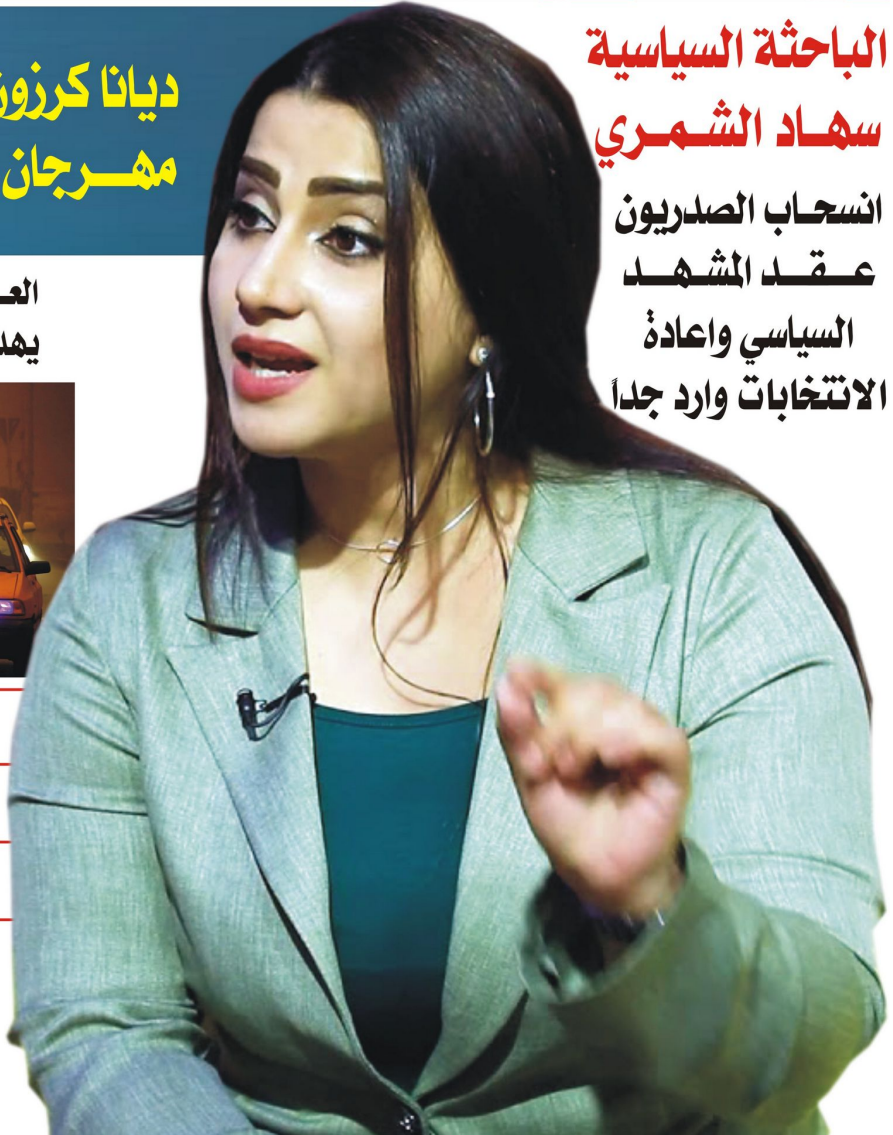 الباحثة السياسية
سهاد الشمري
انسحاب الصدريون
عقد المشهد
السياسي واعادة
الانتخابات وارد جداً
ديانا كرزون
مهرجان